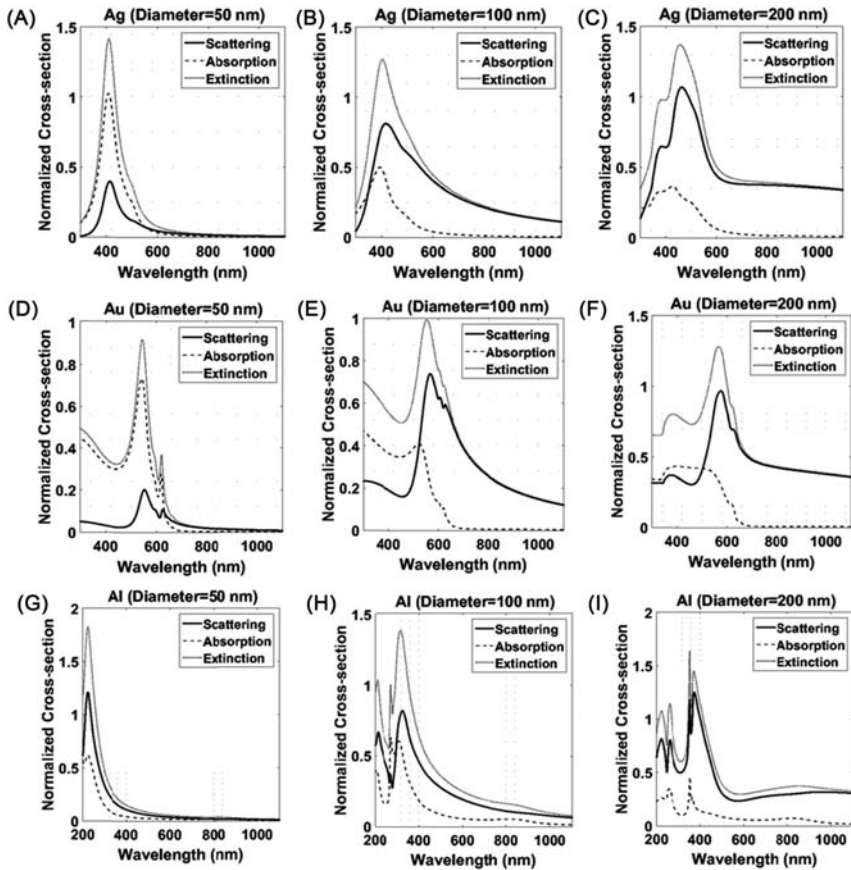 (A)
Ag (Diameter=50 nm)
1.5
1
0.5
0
Normalized Cross-section
Scattering
Absorption
Extinction
400 600 800 1000
Wavelength (nm)
(B)
Ag (Diameter=100 nm)
1.5
1
0.5
0
Normalized Cross-section
Scattering
Absorption
Extinction
400 600 800 1000
Wavelength (nm)
(C)
Ag (Diameter=200 nm)
1.5
1
0.5
0
Normalized Cross-section
Scattering
Absorption
Extinction
400 600 800 1000
Wavelength (nm)
(D)
Au (Diameter=50 nm)
1
0.8
0.6
0.4
0.2
0
Normalized Cross-section
Scattering
Absorption
Extinction
400 600 800 1000
Wavelength (nm)
(E)
Au (Diameter=100 nm)
1
0.8
0.6
0.4
0.2
0
Normalized Cross-section
Scattering
Absorption
Extinction
400 600 800 1000
Wavelength (nm)
(F)
Au (Diameter=200 nm)
1.5
1
0.5
0
Normalized Cross-section
Scattering
Absorption
Extinction
400 600 800 1000
Wavelength (nm)
(G)
Al (Diameter=50 nm)
2
1.5
1
0.5
0
Normalized Cross-section
Scattering
Absorption
Extinction
200 400 600 800 1000
Wavelength (nm)
(H)
Al (Diameter=100 nm)
1.5
1
0.5
0
Normalized Cross-section
Scattering
Absorption
Extinction
200 400 600 800 1000
Wavelength (nm)
(I)
Al (Diameter=200 nm)
2
1.5
1
0.5
0
Normalized Cross-section
Scattering
Absorption
Extinction
200 400 600 800 1000
Wavelength (nm)